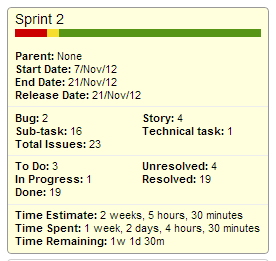 Sprint 2
Parent: None
Start Date: 7/Nov/12
End Date: 21/Nov/12
Release Date: 21/Nov/12
Bug: 2 Story: 4
Sub-task: 16 Technical task: 1
Total Issues: 23
To Do: 3 Unresolved: 4
In Progress: 1 Resolved: 19
Done: 19
Time Estimate: 2 weeks, 5 hours, 30 minutes
Time Spent: 1 week, 2 days, 4 hours, 30 minutes
Time Remaining: 1w 1d 30m